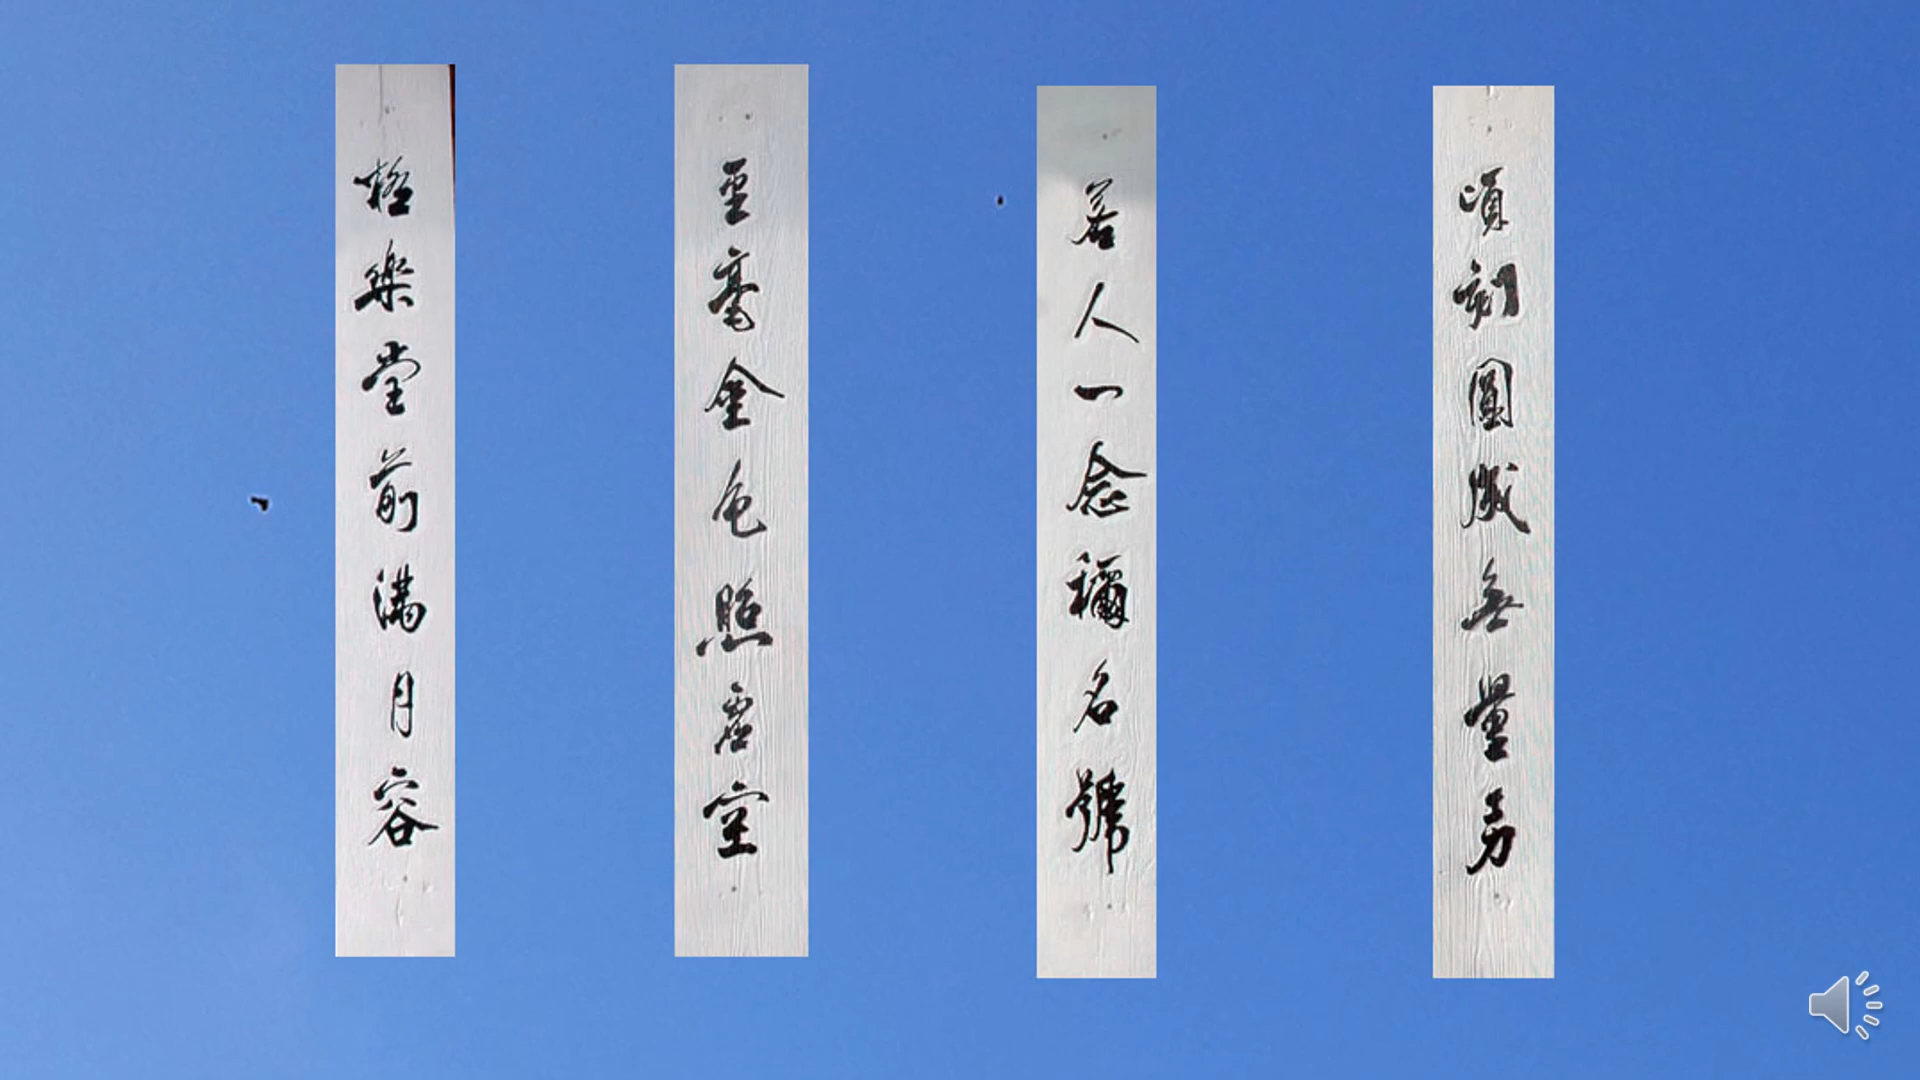 極樂堂前滿月容
玉毫金色照虛空
若人一念稱名號
頃刻圓成無量功